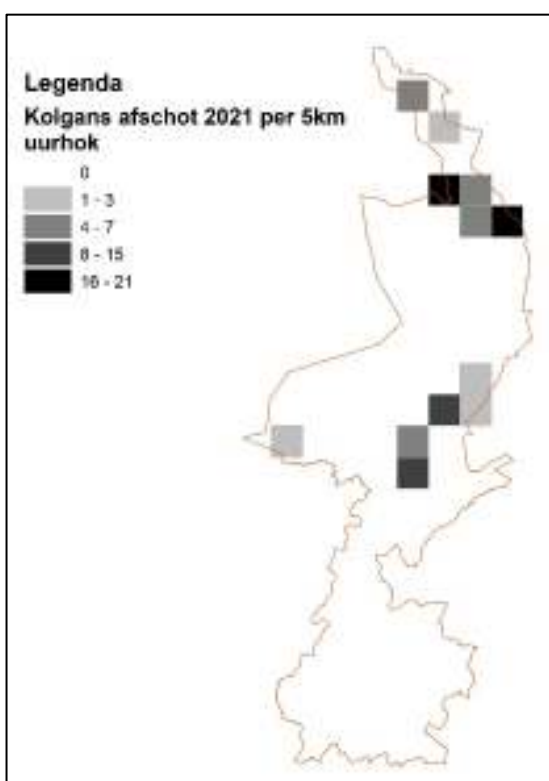 Legenda
Kolgans afschot 2021 per 5km
uurhok
0
1 - 3
4 - 7
8 - 15
16 - 21